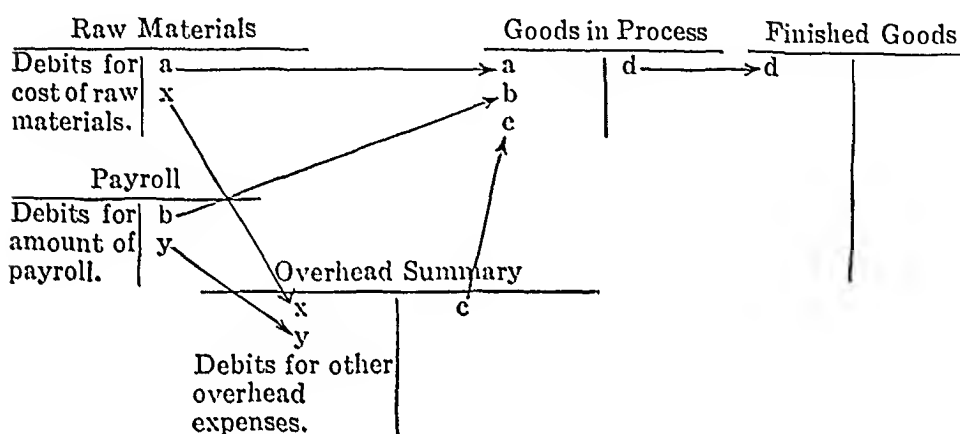 Raw Materials
Goods in Process
Finished Goods
Debits for
cost of raw
materials.
a
x
a
b
c
d
d
Payroll
Debits for
amount of
payroll.
b
y
Overhead Summary
x
y
Debits for other
overhead
expenses.
c